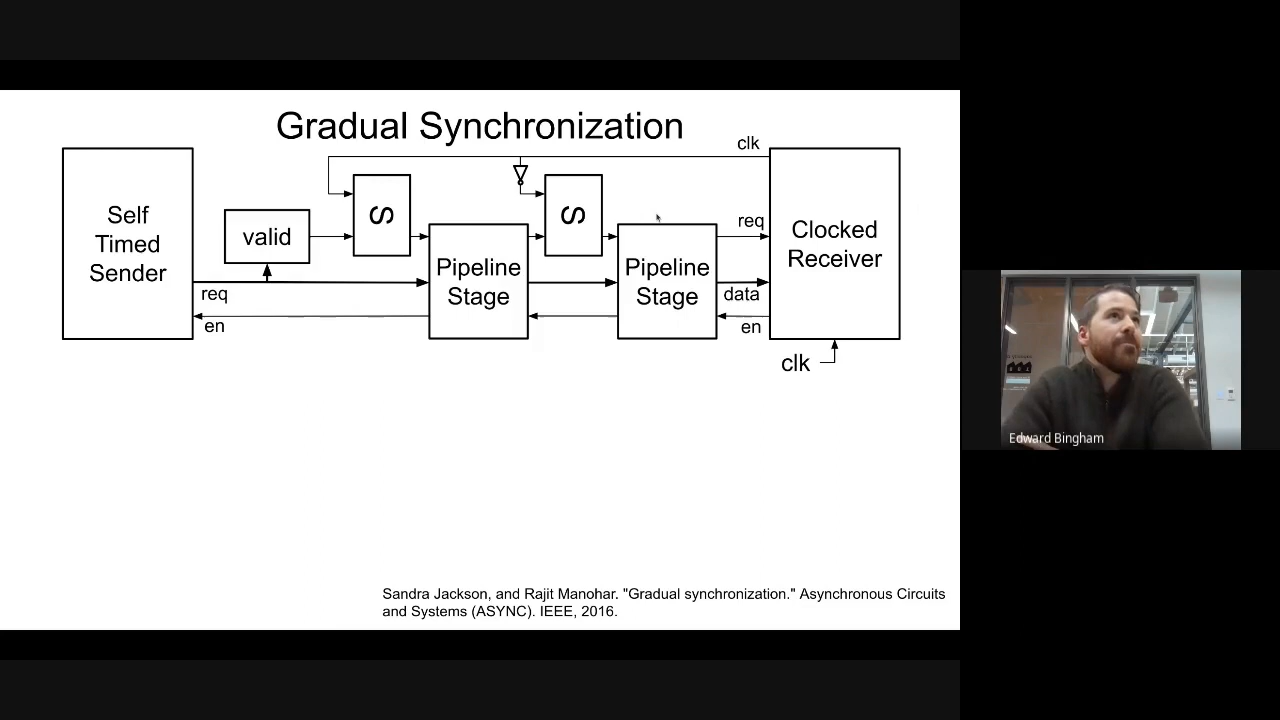 Gradual Synchronization
clk
Self
Timed
Sender
valid
S
S
Pipeline
Stage
Pipeline
Stage
req
data
en
req
en
Clocked
Receiver
clk
Sandra Jackson, and Rajit Manohar. "Gradual synchronization." Asynchronous Circuits
and Systems (ASYNC). IEEE, 2016.
Edward Bingham